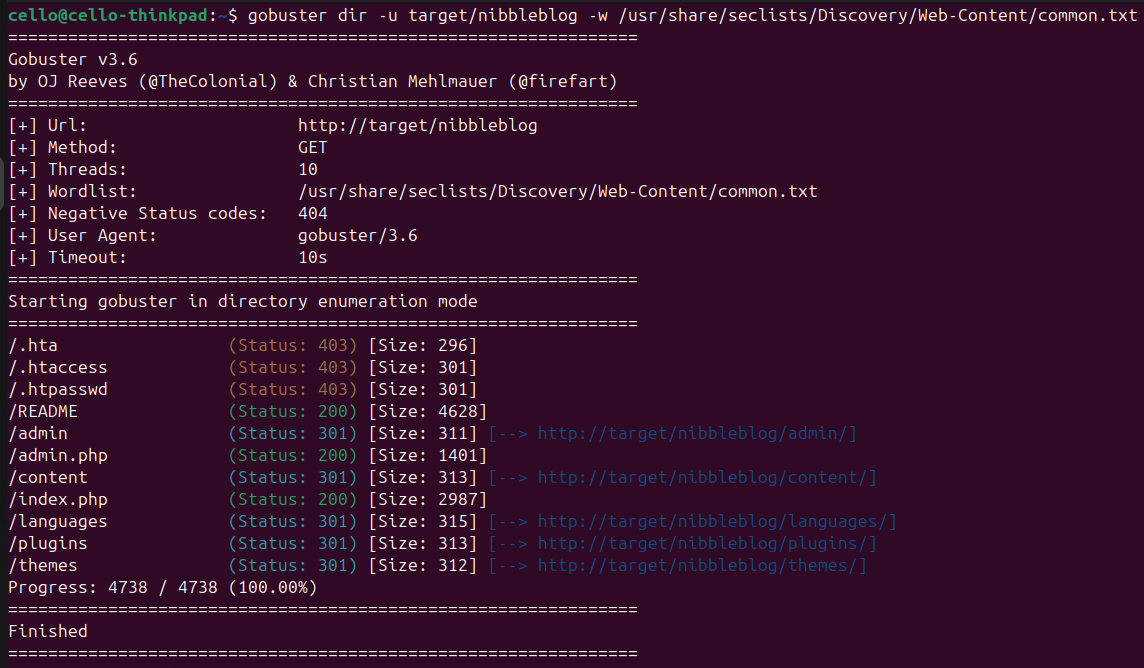 cello@cello-thinkpad:~$ gobuster dir -u target/nibbleblog -w /usr/share/seclists/Discovery/Web-Content/common.txt
===============================================================
Gobuster v3.6
by OJ Reeves (@TheColonial) & Christian Mehlmauer (@firefart)
===============================================================
[+] Url:                     http://target/nibbleblog
[+] Method:                  GET
[+] Threads:                 10
[+] Wordlist:                /usr/share/seclists/Discovery/Web-Content/common.txt
[+] Negative Status codes:   404
[+] User Agent:              gobuster/3.6
[+] Timeout:                 10s
===============================================================
Starting gobuster in directory enumeration mode
===============================================================
/.hta                 (Status: 403) [Size: 296]
/.htaccess            (Status: 403) [Size: 301]
/.htpasswd            (Status: 403) [Size: 301]
/README               (Status: 200) [Size: 4628]
/admin                (Status: 301) [Size: 311] [--> http://target/nibbleblog/admin/]
/admin.php            (Status: 200) [Size: 1401]
/content              (Status: 301) [Size: 313] [--> http://target/nibbleblog/content/]
/index.php            (Status: 200) [Size: 2987]
/languages            (Status: 301) [Size: 315] [--> http://target/nibbleblog/languages/]
/plugins              (Status: 301) [Size: 313] [--> http://target/nibbleblog/plugins/]
/themes               (Status: 301) [Size: 312] [--> http://target/nibbleblog/themes/]
Progress: 4738 / 4738 (100.00%)
===============================================================
Finished
===============================================================